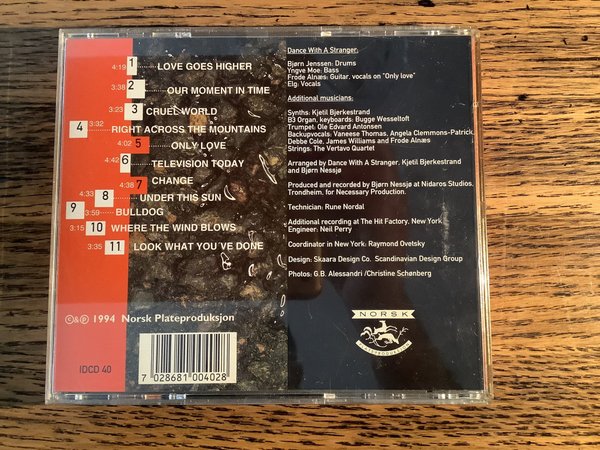 4:19 1 LOVE GOES HIGHER
3:38 2 OUR MOMENT IN TIME
3:23 3 CRUEL WORLD
4 3:32 RIGHT ACROSS THE MOUNTAINS
4:02 5 ONLY LOVE
4:42 6 TELEVISION TODAY
4:38 7 CHANGE
4:33 8 UNDER THIS SUN
9 3:59 BULLDOG
3:15 10 WHERE THE WIND BLOWS
3:35 11 LOOK WHAT YOU'VE DONE
©&℗ 1994 Norsk Plateproduksjon
IDCD 40
7 028681 004028
Dance With A Stranger:
Bjørn Jenssen: Drums
Yngve Moe: Bass
Frode Alnæs: Guitar. vocals on "Only love"
Elg: Vocals
Additional musicians:
Synths: Kjetil Bjerkestrand
B3 Organ, keyboards: Bugge Wesseltoft
Trumpet: Ole Edvard Antonsen
Backupvocals: Vaneese Thomas, Angela Clemmons-Patrick,
Debbe Cole, James Williams and Frode Alnæs
Strings: The Vertavo Quartet
Arranged by Dance With A Stranger, Kjetil Bjerkestrand
and Bjørn Nessjø
Produced and recorded by Bjørn Nessjø at Nidaros Studios.
Trondheim, for Necessary Production.
Technician: Rune Nordal
Additional recording at The Hit Factory, New York
Engineer: Neil Perry
Coordinator in New York: Raymond Ovetsky
Design: Skaara Design Co. Scandinavian Design Group
Photos: G.B. Alessandri /Christine Schenberg
NORSK
PLATEPRODUKSJON